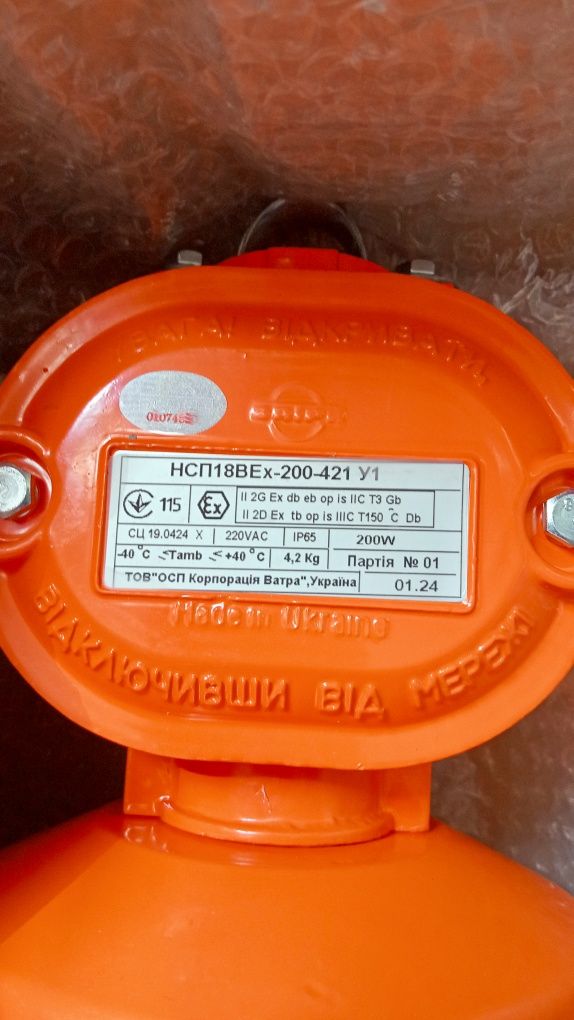 УВАГА! ВІДКРИВАТИ,
Ватра
НСП18ВЕх-200-421 У1
115
Ex
II 2G Ex db eb op is IIC T3 Gb
II 2D Ex tb op is IIIC T150 °C Db
СЦ 19.0424 X
220VAC
IP65
200W
-40 °C ≤Tamb ≤ +40 °C
4,2 Kg
Партія № 01
ТОВ"ОСП Корпорація Ватра",Україна
01.24
Made in Ukraine
ВІДКЛЮЧИВШИ ВІД МЕРЕЖІ